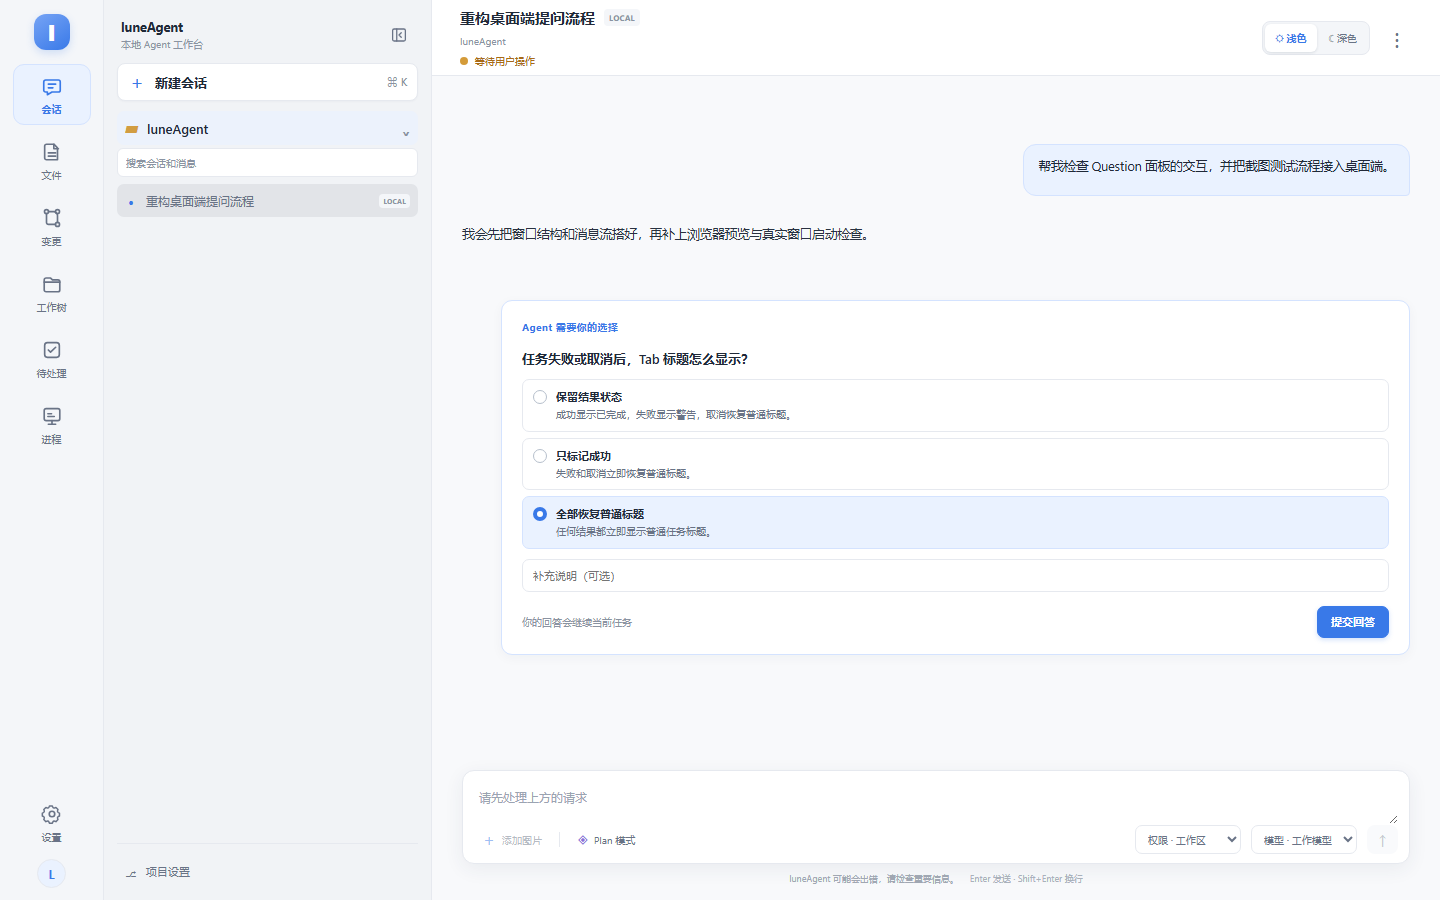 会话
文件
变更
工作树
待处理
进程
设置
L
luneAgent
本地 Agent 工作台
+ 新建会话 ⌘ K
luneAgent
搜索会话和消息
重构桌面端提问流程 LOCAL
项目设置
重构桌面端提问流程 LOCAL
luneAgent
等待用户操作
浅色 深色
帮我检查 Question 面板的交互，并把截图测试流程接入桌面端。
我会先把窗口结构和消息流搭好，再补上浏览器预览与真实窗口启动检查。
Agent 需要你的选择
任务失败或取消后，Tab 标题怎么显示？
保留结果状态
成功显示已完成，失败显示警告，取消恢复普通标题。
只标记成功
失败和取消立即恢复普通标题。
全部恢复普通标题
任何结果都立即显示普通任务标题。
补充说明（可选）
你的回答会继续当前任务
提交回答
请先处理上方的请求
+ 添加图片 Plan 模式
权限 · 工作区 模型 · 工作模型 ↑
luneAgent 可能会出错，请检查重要信息。 Enter 发送 · Shift+Enter 换行